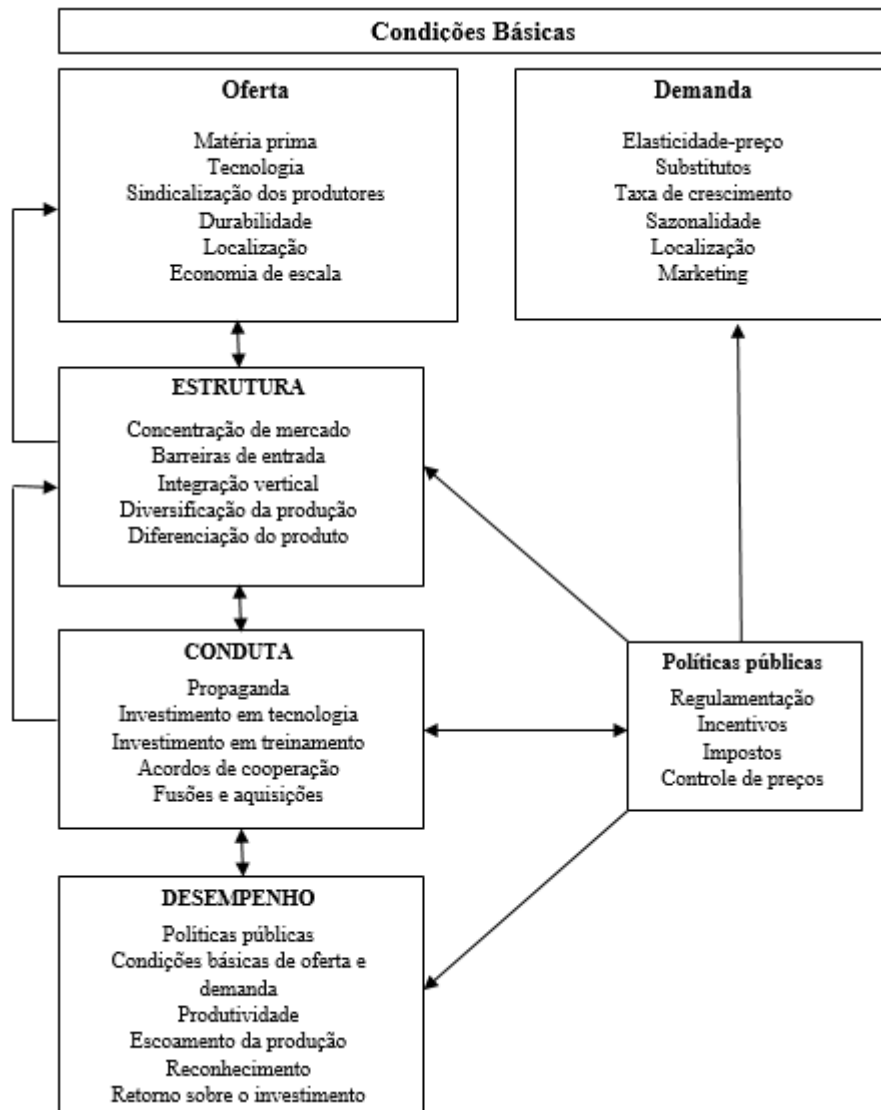 Condições Básicas
Oferta
Matéria prima
Tecnologia
Sindicalização dos produtores
Durabilidade
Localização
Economia de escala
Demanda
Elasticidade-preço
Substitutos
Taxa de crescimento
Sazonalidade
Localização
Marketing
ESTRUTURA
Concentração de mercado
Barreiras de entrada
Integração vertical
Diversificação da produção
Diferenciação do produto
CONDUTA
Propaganda
Investimento em tecnologia
Investimento em treinamento
Acordos de cooperação
Fusões e aquisições
Políticas públicas
Regulamentação
Incentivos
Impostos
Controle de preços
DESEMPENHO
Políticas públicas
Condições básicas de oferta e
demanda
Produtividade
Escoamento da produção
Reconhecimento
Retorno sobre o investimento